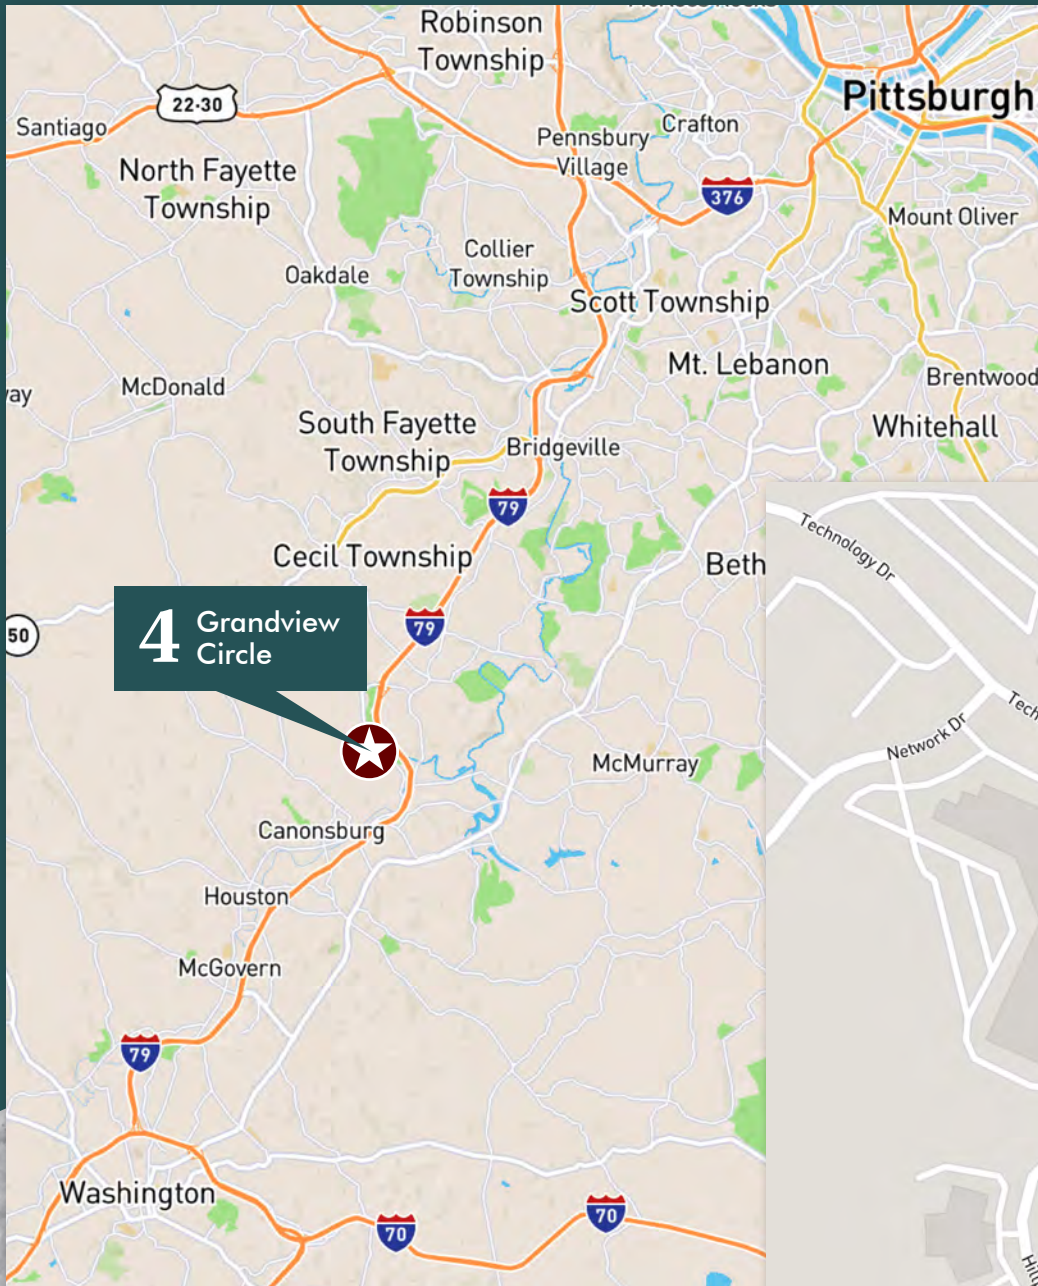 Robinson
Township
Pittsburgh
22-30
Santiago
Crafton
Pennsbury
Village
North Fayette
Township
376
Mount Oliver
Collier
Township
Oakdale
Scott Township
Mt. Lebanon
Brentwood
McDonald
way
South Fayette
Township
Whitehall
Bridgeville
79
Technology Dr
Cecil Township
Beth
4 Grandview
Circle
79
50
Tech
Network Dr
McMurray
Canonsburg
Houston
McGovern
79
Washington
70
70